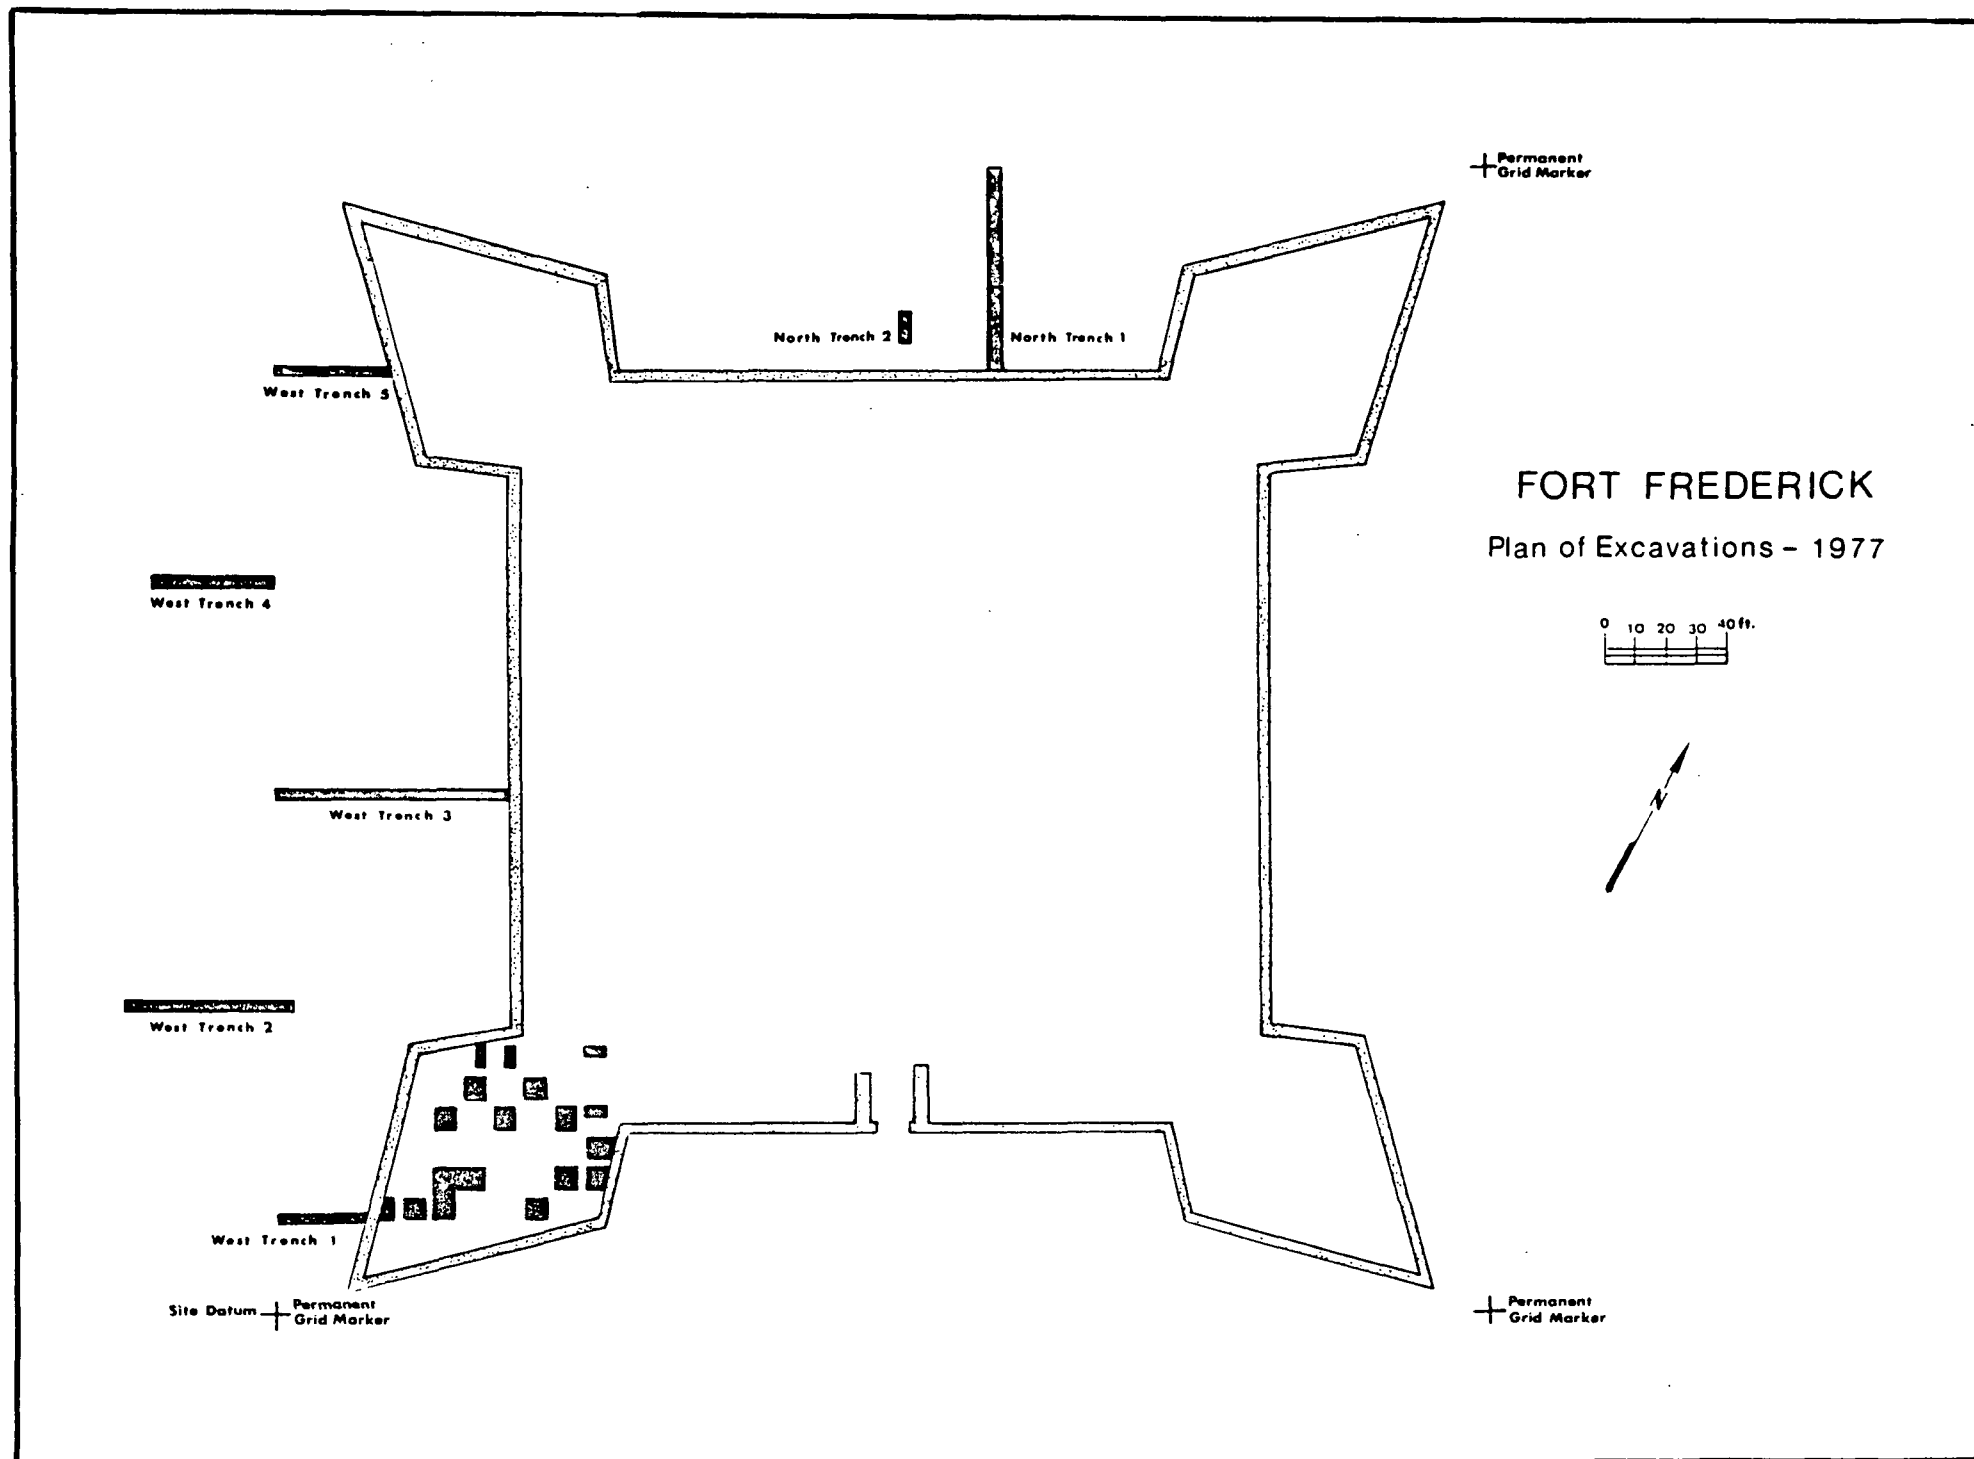 Permanent
Grid Marker
North Trench 2
North Trench 1
West Trench 5
FORT FREDERICK
Plan of Excavations - 1977
West Trench 4
0 10 20 30 40 ft.
N
West Trench 3
West Trench 2
West Trench 1
Site Datum
Permanent
Grid Marker
Permanent
Grid Marker